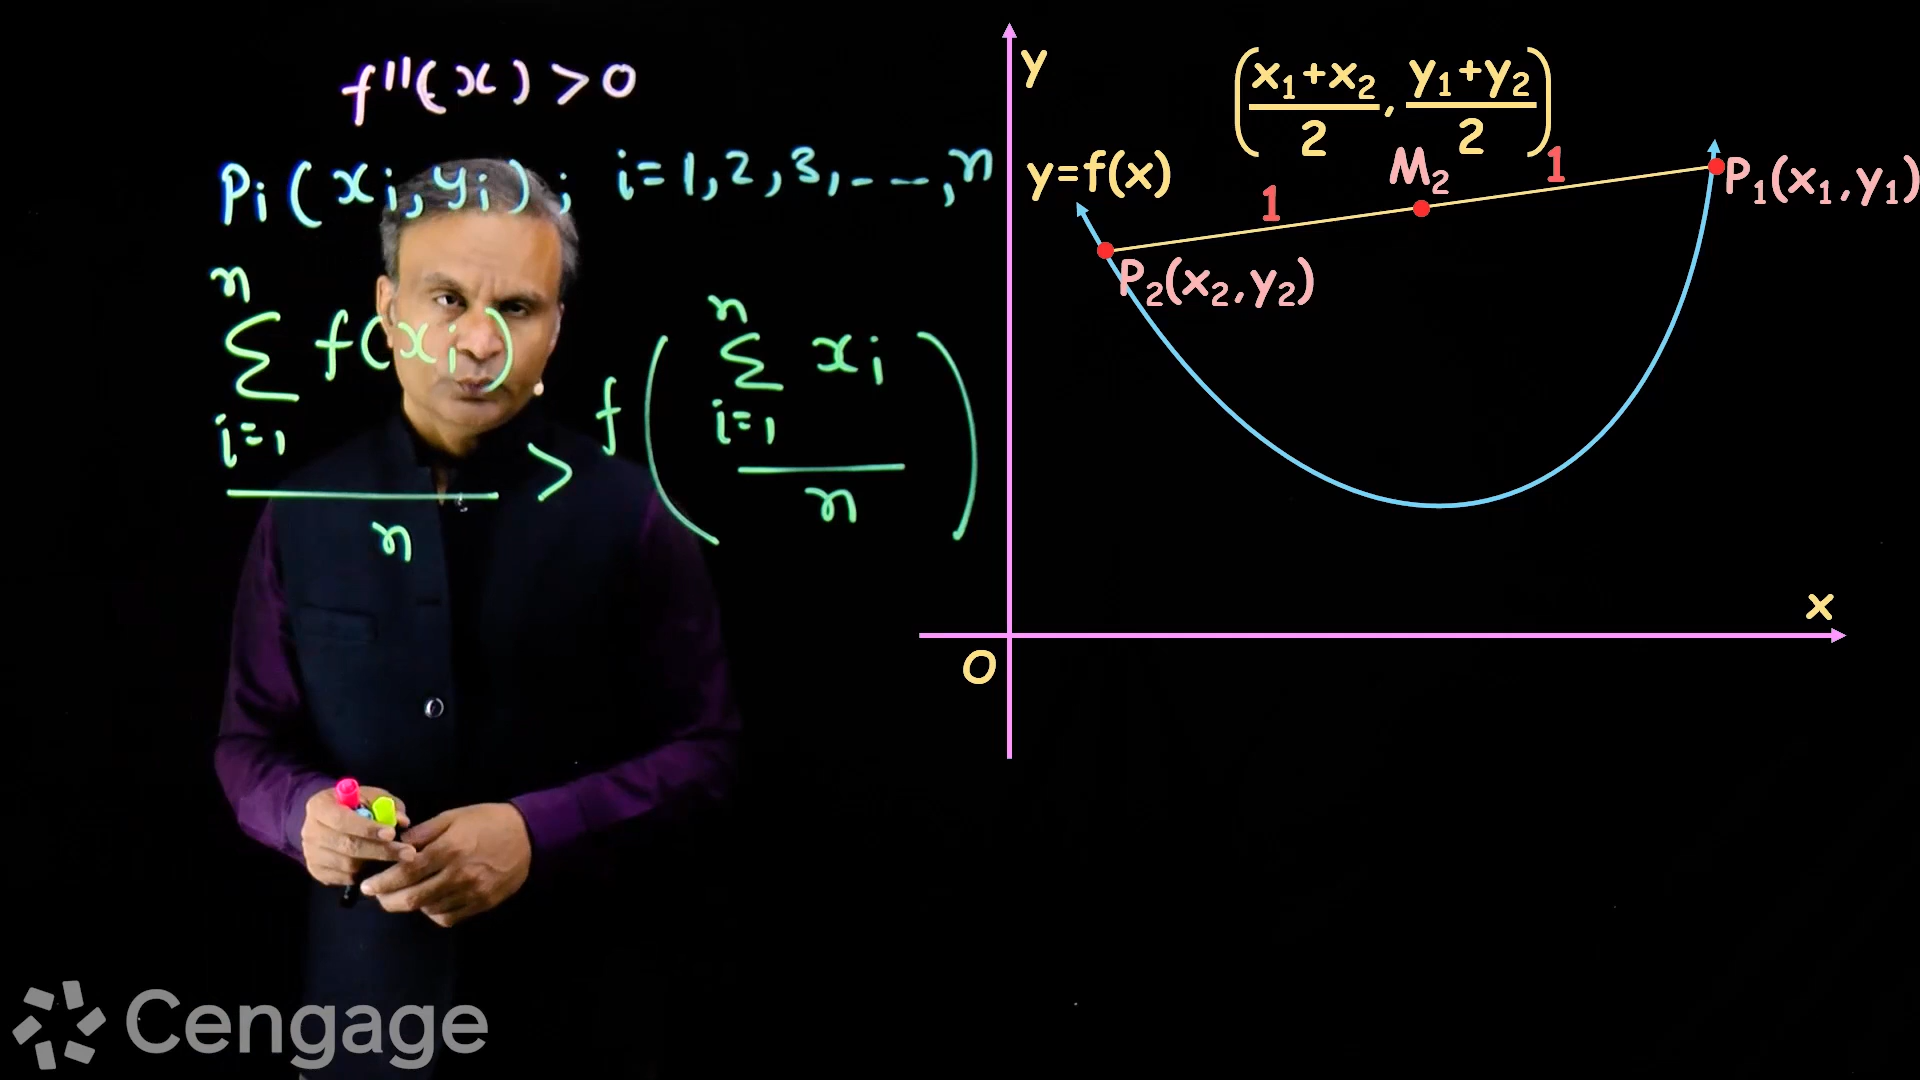 f''(x) > 0
Pi (xi, yi) ; i=1,2,3,.---,n
n
Σ f(xi)
i=1
n
>
f ( n
Σ xi
i=1
n )
y
(x₁+x₂/2, y₁+y₂/2)
y=f(x)
M₂
1
1
P₁(x₁,y₁)
P₂(x₂,y₂)
x
O
Cengage